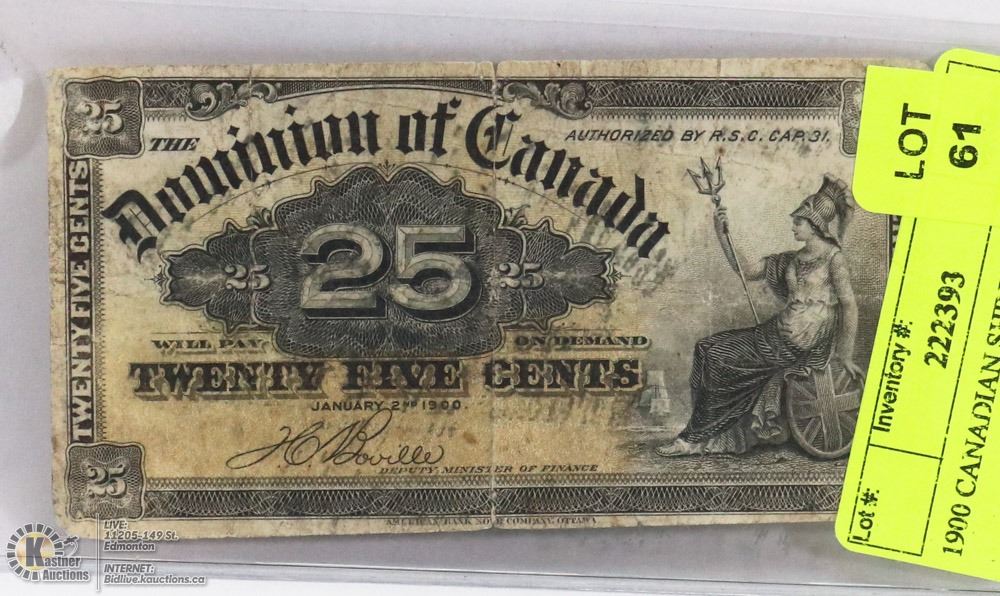 25
THE
Dominion of Canada
AUTHORIZED BY R.S.C. CAP. 31.
TWENTY FIVE CENTS
25
25
25
WILL PAY ON DEMAND
TWENTY FIVE CENTS
JANUARY 2ND 1900.
J C Boville
DEPUTY MINISTER OF FINANCE
25
AMERICAN BANK NOTE COMPANY, OTTAWA
LOT 61
Lot #:
Inventory #:
222393
1900 CANADIAN
Kastner
Auctions
LIVE:
11205-149 St.
Edmonton
INTERNET:
Bidlive.kauctions.ca